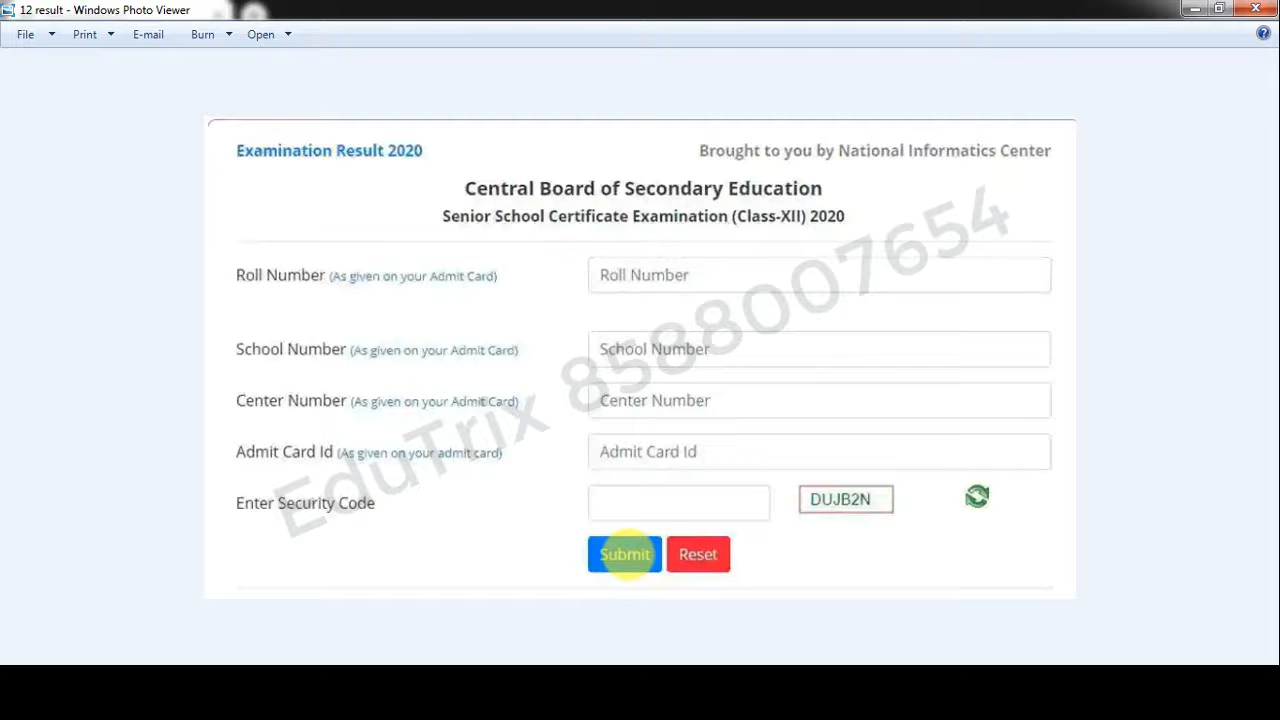 12 result - Windows Photo Viewer
File Print E-mail Burn Open
Examination Result 2020 Brought to you by National Informatics Center
Central Board of Secondary Education
Senior School Certificate Examination (Class-XII) 2020
Roll Number (As given on your Admit Card) Roll Number
School Number (As given on your Admit Card) School Number
Center Number (As given on your Admit Card) Center Number
Admit Card Id (As given on your admit card) Admit Card Id
Enter Security Code DUJB2N
Submit Reset
EduTrix 8588007654